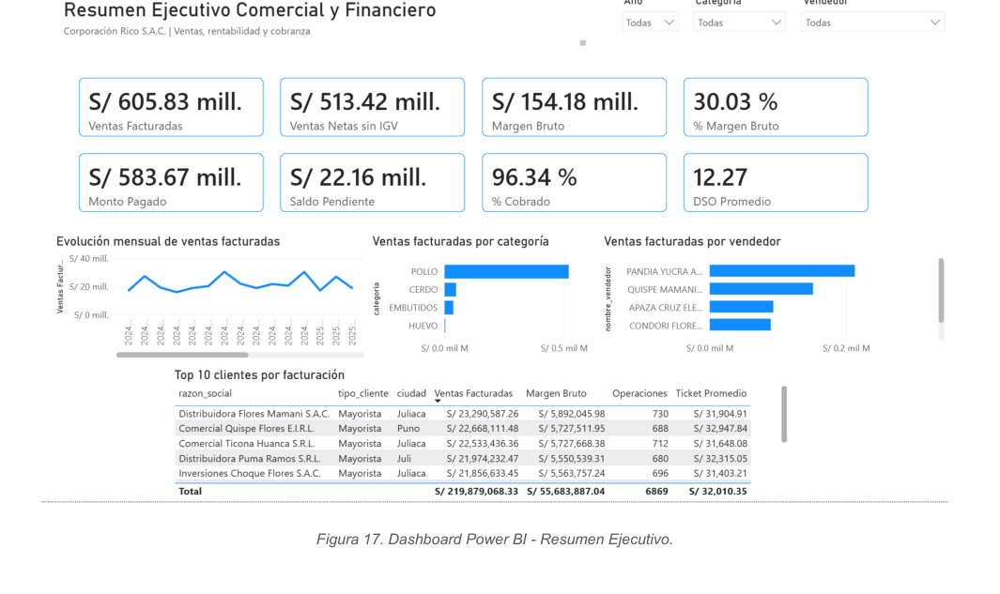 Resumen Ejecutivo Comercial y Financiero
Corporación Rico S.A.C. | Ventas, rentabilidad y cobranza
Año
Todas
Categoría
Todas
Vendedor
Todas
S/ 605.83 mill.
Ventas Facturadas
S/ 513.42 mill.
Ventas Netas sin IGV
S/ 154.18 mill.
Margen Bruto
30.03 %
% Margen Bruto
S/ 583.67 mill.
Monto Pagado
S/ 22.16 mill.
Saldo Pendiente
96.34 %
% Cobrado
12.27
DSO Promedio
Evolución mensual de ventas facturadas
Ventas Factur...
S/ 40 mill.
S/ 20 mill.
S/ 0 mill.
2024... 2024... 2024... 2024... 2024... 2024... 2024... 2024... 2024... 2024... 2024... 2024... 2025... 2025... 2025...
Ventas facturadas por categoría
categoria
POLLO
CERDO
EMBUTIDOS
HUEVO
S/ 0.0 mil M S/ 0.5 mil M
Ventas facturadas por vendedor
nombre_vendedor
PANDIA YUCRA A...
QUISPE MAMANI...
APAZA CRUZ ELE...
CONDORI FLORE...
S/ 0.0 mil M S/ 0.2 mil M
Top 10 clientes por facturación
razon_social tipo_cliente ciudad Ventas Facturadas Margen Bruto Operaciones Ticket Promedio
Distribuidora Flores Mamani S.A.C. Mayorista Juliaca S/ 23,290,587.26 S/ 5,892,045.98 730 S/ 31,904.91
Comercial Quispe Flores E.I.R.L. Mayorista Puno S/ 22,668,111.48 S/ 5,727,511.95 688 S/ 32,947.84
Comercial Ticona Huanca S.R.L. Mayorista Juliaca S/ 22,533,436.36 S/ 5,727,668.38 712 S/ 31,648.08
Distribuidora Puma Ramos S.R.L. Mayorista Juli S/ 21,974,232.47 S/ 5,550,539.31 680 S/ 32,315.05
Inversiones Choque Flores S.A.C. Mayorista Juliaca S/ 21,856,633.45 S/ 5,563,757.24 696 S/ 31,403.21
Total S/ 219,879,068.33 S/ 55,683,887.04 6869 S/ 32,010.35
Figura 17. Dashboard Power BI - Resumen Ejecutivo.